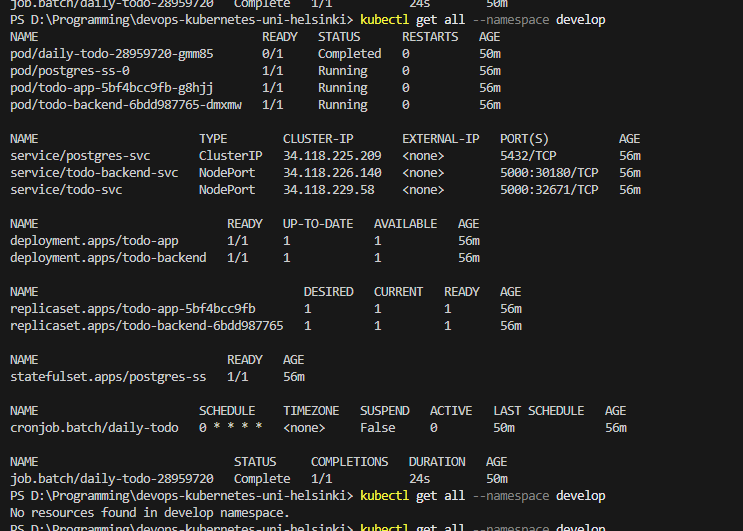 job.batch/daily-todo-28959720   Complete   1/1           24s        50m
PS D:\Programming\devops-kubernetes-uni-helsinki> kubectl get all --namespace develop
NAME                              READY   STATUS      RESTARTS   AGE
pod/daily-todo-28959720-gmm85     0/1     Completed   0          50m
pod/postgres-ss-0                 1/1     Running     0          56m
pod/todo-app-5bf4bcc9fb-g8hjj     1/1     Running     0          56m
pod/todo-backend-6bdd987765-dmxmw   1/1     Running     0          56m
NAME                       TYPE        CLUSTER-IP       EXTERNAL-IP   PORT(S)          AGE
service/postgres-svc       ClusterIP   34.118.225.209   <none>        5432/TCP         56m
service/todo-backend-svc   NodePort    34.118.226.140   <none>        5000:30180/TCP   56m
service/todo-svc           NodePort    34.118.229.58    <none>        5000:32671/TCP   56m
NAME                           READY   UP-TO-DATE   AVAILABLE   AGE
deployment.apps/todo-app       1/1     1            1           56m
deployment.apps/todo-backend   1/1     1            1           56m
NAME                                      DESIRED   CURRENT   READY   AGE
replicaset.apps/todo-app-5bf4bcc9fb       1         1         1       56m
replicaset.apps/todo-backend-6bdd987765   1         1         1       56m
NAME                           READY   AGE
statefulset.apps/postgres-ss   1/1     56m
NAME                       SCHEDULE    TIMEZONE   SUSPEND   ACTIVE   LAST SCHEDULE   AGE
cronjob.batch/daily-todo   0 * * * *   <none>     False     0        50m             56m
NAME                            STATUS     COMPLETIONS   DURATION   AGE
job.batch/daily-todo-28959720   Complete   1/1           24s        50m
PS D:\Programming\devops-kubernetes-uni-helsinki> kubectl get all --namespace develop
No resources found in develop namespace.
PS D:\Programming\devops-kubernetes-uni-helsinki> kubectl get all --namespace develop